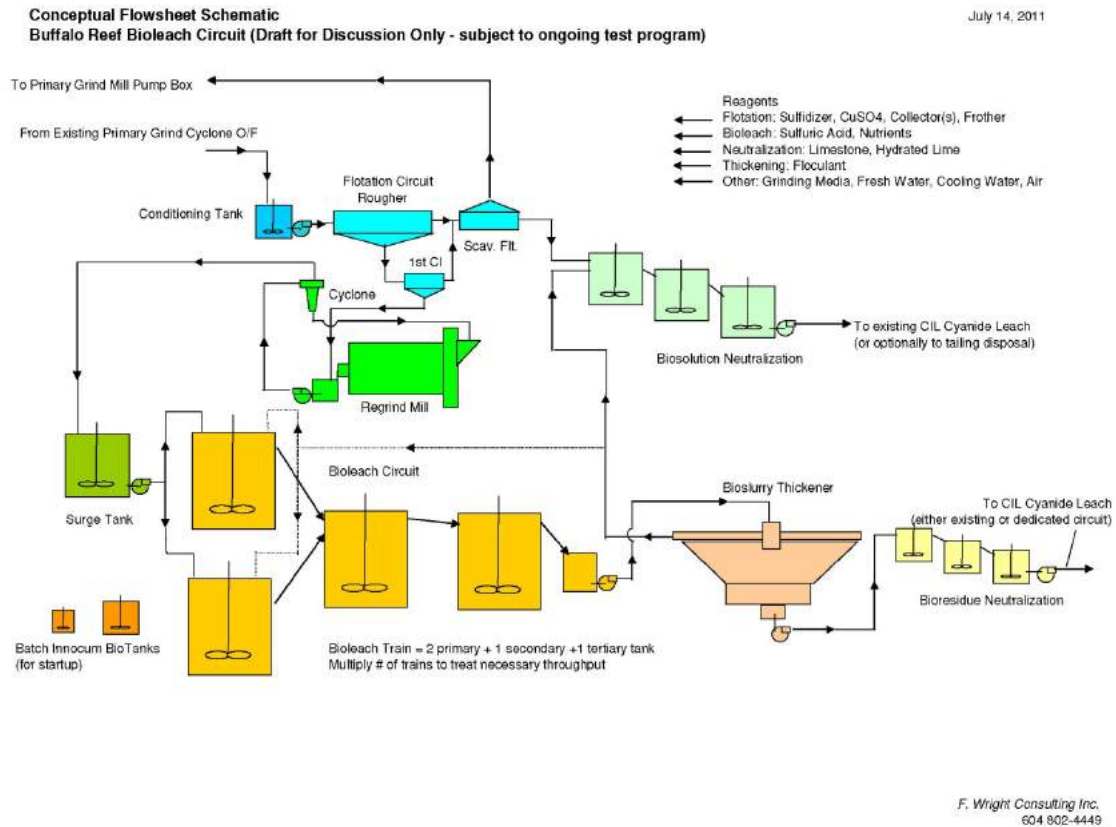 Conceptual Flowsheet Schematic
July 14, 2011
Buffalo Reef Bioleach Circuit (Draft for Discussion Only - subject to ongoing test program)
To Primary Grind Mill Pump Box
Reagents
Flotation: Sulfidizer, CuSO4, Collector(s), Frother
Bioleach: Sulfuric Acid, Nutrients
Neutralization: Limestone, Hydrated Lime
Thickening: Floculant
Other: Grinding Media, Fresh Water, Cooling Water, Air
From Existing Primary Grind Cyclone O/F
Flotation Circuit
Rougher
Conditioning Tank
Scav. Flt.
1st Cl
Cyclone
To existing CIL Cyanide Leach
(or optionally to tailing disposal)
Biosolution Neutralization
Regrind Mill
Bioleach Circuit
Bioslurry Thickener
Surge Tank
To CIL Cyanide Leach
(either existing or dedicated circuit)
Bioresidue Neutralization
Batch Innocum BioTanks
(for startup)
Bioleach Train = 2 primary + 1 secondary +1 tertiary tank
Multiply # of trains to treat necessary throughput
F. Wright Consulting Inc.
604 802-4449